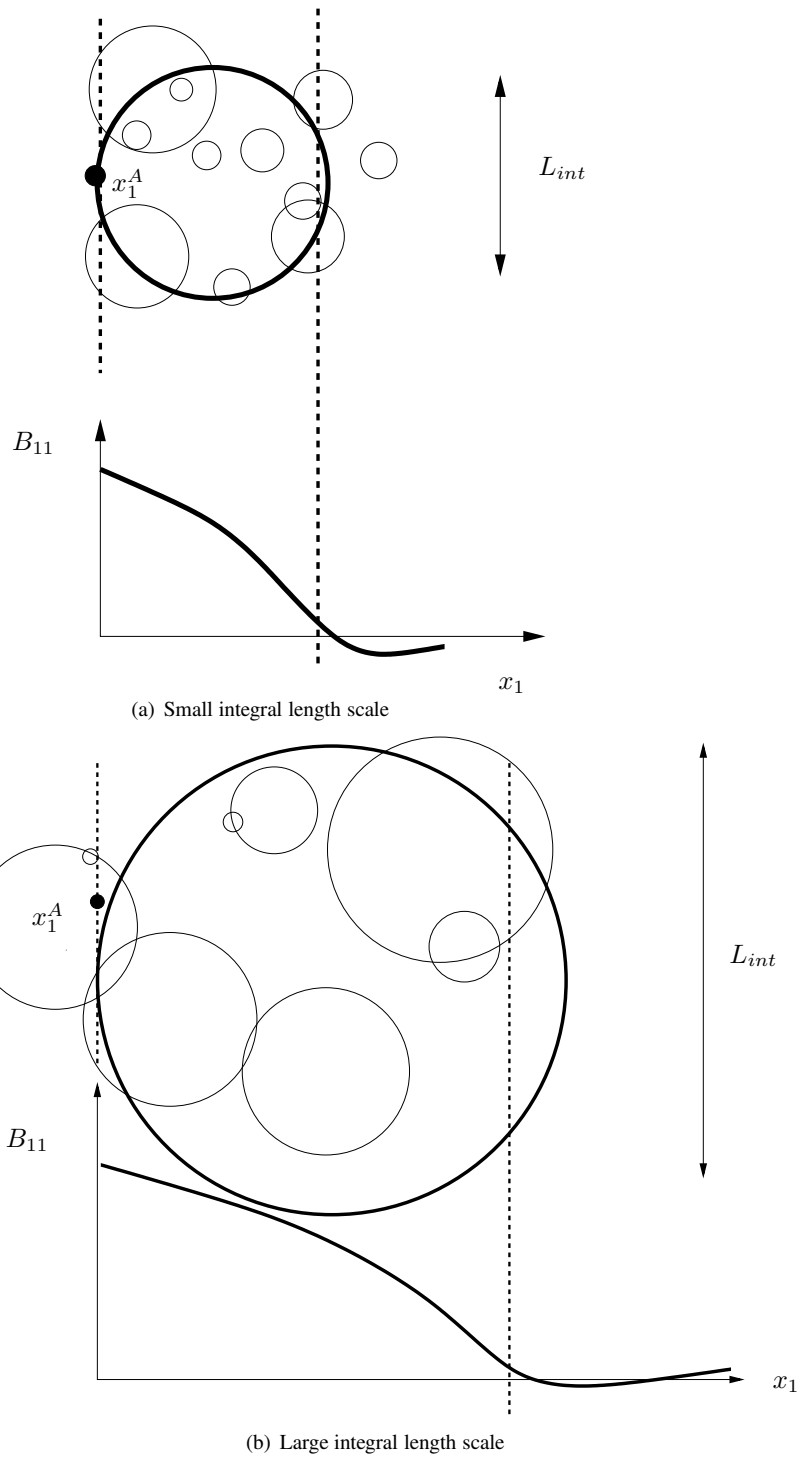 L_{int}
x_1^A
B_{11}
x_1
(a) Small integral length scale
x_1^A
L_{int}
B_{11}
x_1
(b) Large integral length scale